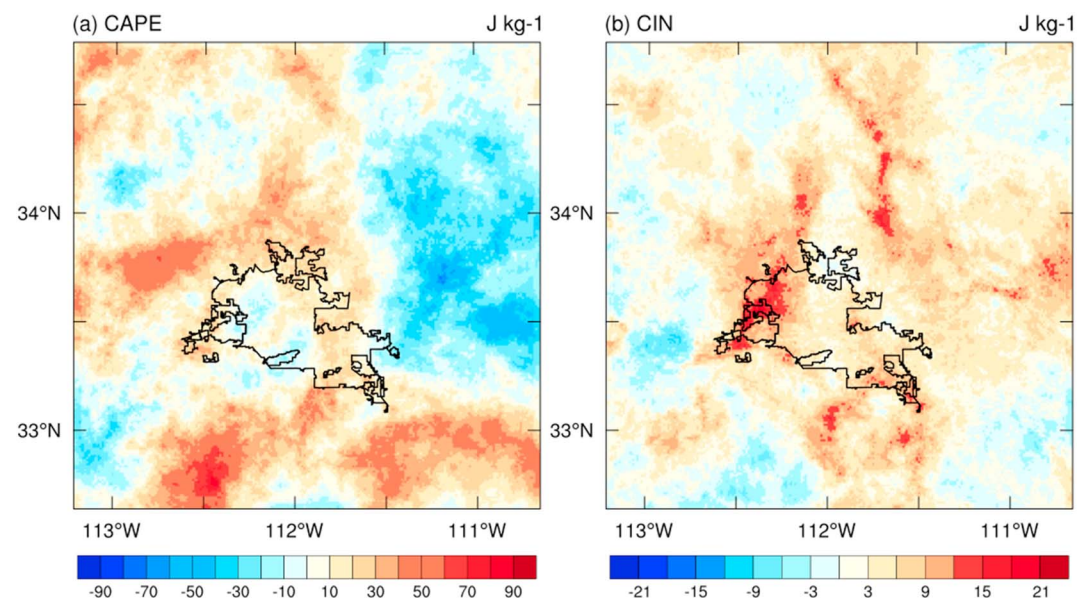 (a) CAPE J kg-1 (b) CIN J kg-1
34°N 34°N
33°N 33°N
113°W 112°W 111°W 113°W 112°W 111°W
-90 -70 -50 -30 -10 10 30 50 70 90 -21 -15 -9 -3 3 9 15 21